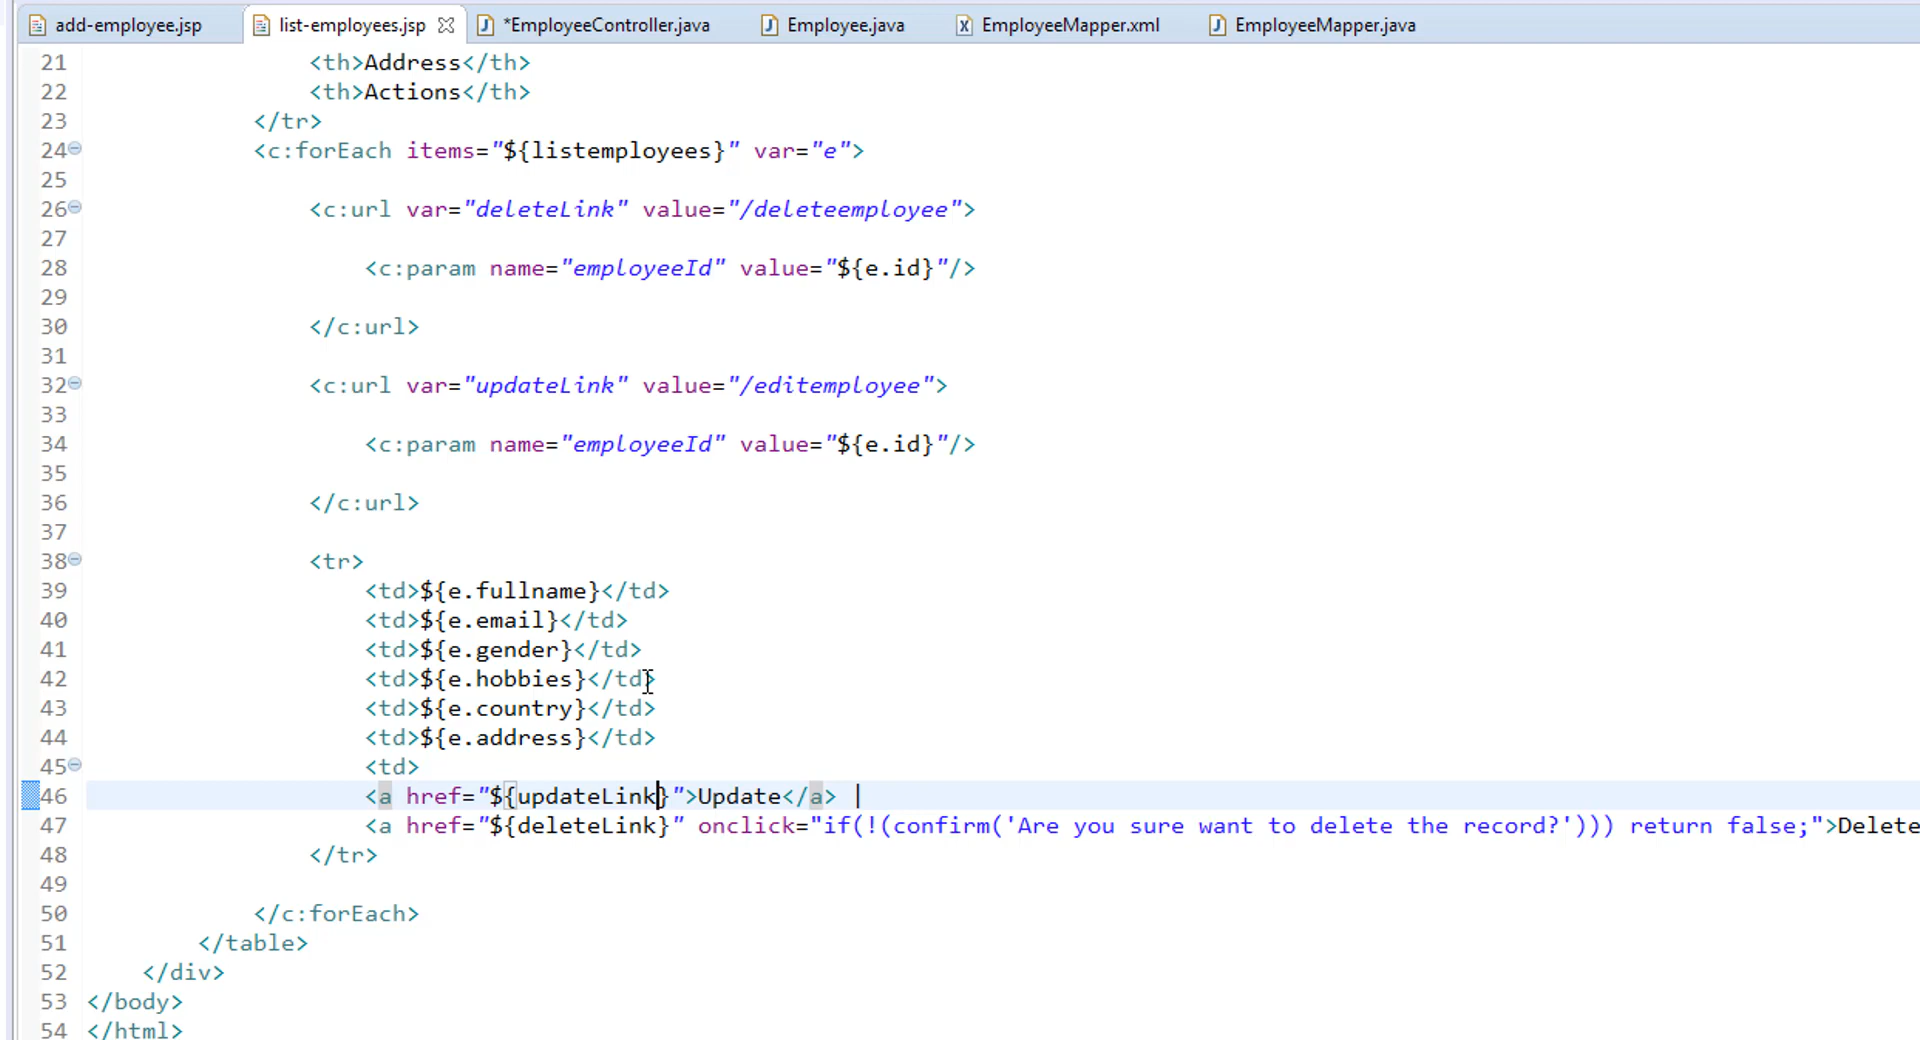 add-employee.jsp list-employees.jsp *EmployeeController.java Employee.java EmployeeMapper.xml EmployeeMapper.java
21 <th>Address</th>
22 <th>Actions</th>
23 </tr>
24 <c:forEach items="${listemployees}" var="e">
25
26 <c:url var="deleteLink" value="/deleteemployee">
27
28 <c:param name="employeeId" value="${e.id}"/>
29
30 </c:url>
31
32 <c:url var="updateLink" value="/editemployee">
33
34 <c:param name="employeeId" value="${e.id}"/>
35
36 </c:url>
37
38 <tr>
39 <td>${e.fullname}</td>
40 <td>${e.email}</td>
41 <td>${e.gender}</td>
42 <td>${e.hobbies}</td>
43 <td>${e.country}</td>
44 <td>${e.address}</td>
45 <td>
46 <a href="${updateLink}">Update</a> |
47 <a href="${deleteLink}" onclick="if(!(confirm('Are you sure want to delete the record?'))) return false;">Delete
48 </tr>
49
50 </c:forEach>
51 </table>
52 </div>
53 </body>
54 </html>